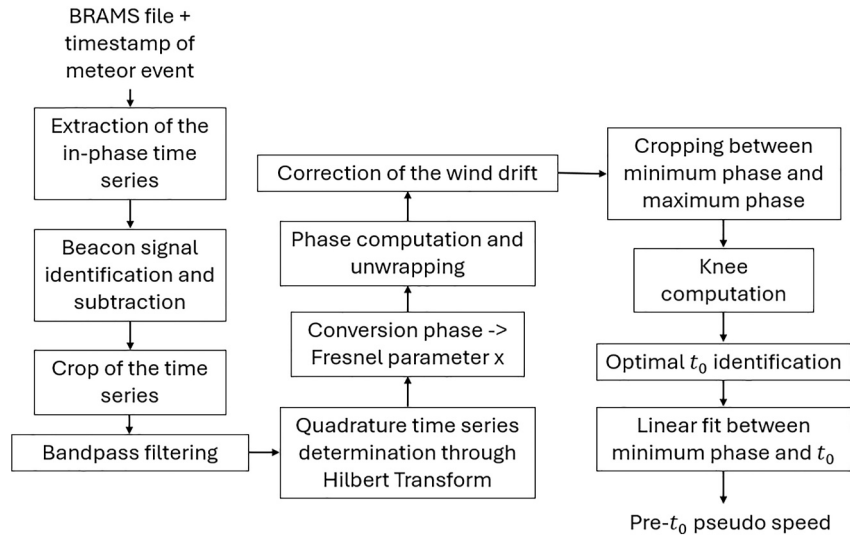 BRAMS file +
timestamp of
meteor event
Extraction of the
in-phase time
series
Beacon signal
identification and
subtraction
Crop of the time
series
Bandpass filtering
Quadrature time series
determination through
Hilbert Transform
Conversion phase ->
Fresnel parameter x
Phase computation and
unwrapping
Correction of the wind drift
Cropping between
minimum phase and
maximum phase
Knee
computation
Optimal t₀ identification
Linear fit between
minimum phase and t₀
Pre-t₀ pseudo speed